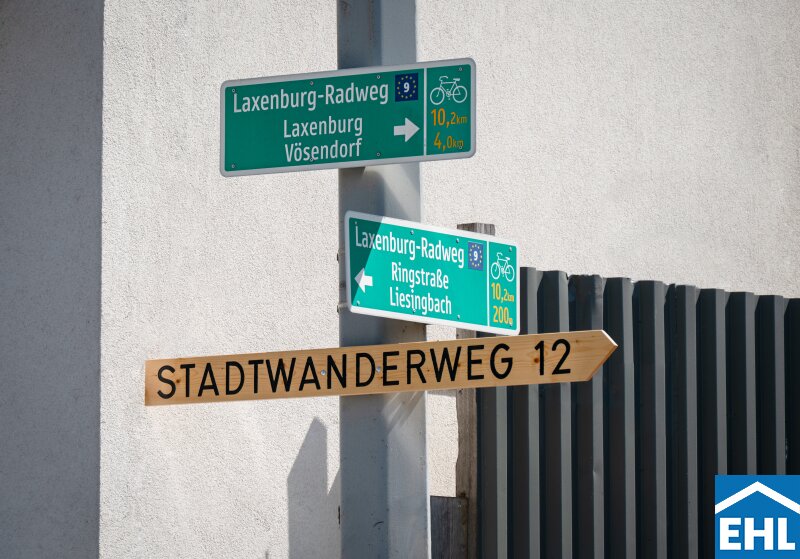 Laxenburg-Radweg 9
Laxenburg 10,2km
Vösendorf 4,0km
Laxenburg-Radweg 9
Ringstraße 10,2km
Liesingbach 200m
STADTWANDERWEG 12
EHL